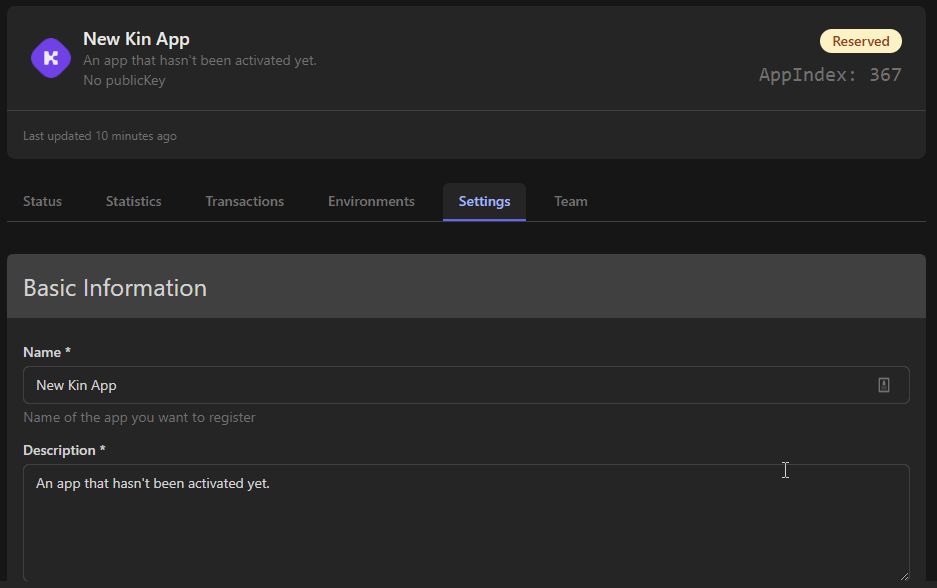 New Kin App
An app that hasn't been activated yet.
No publicKey
Reserved
AppIndex: 367
Last updated 10 minutes ago
Status Statistics Transactions Environments Settings Team
Basic Information
Name *
New Kin App
Name of the app you want to register
Description *
An app that hasn't been activated yet.